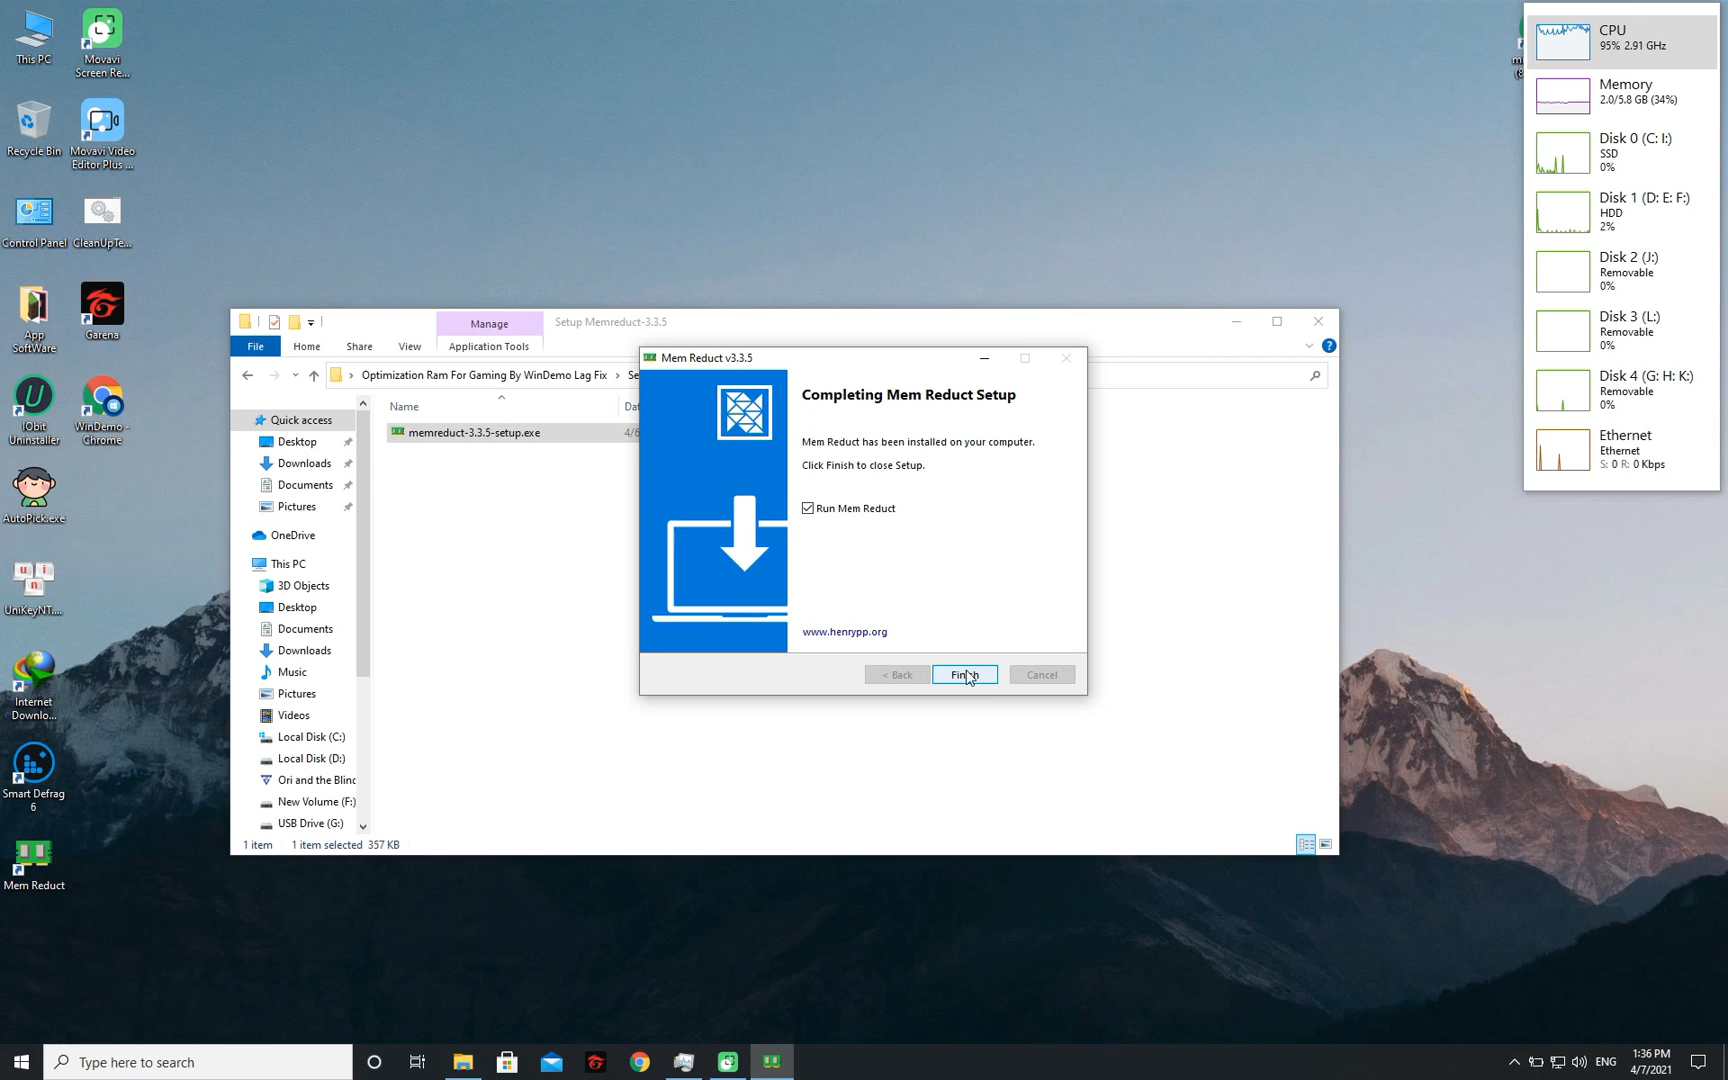 This PC
Movavi
Screen Re...
Recycle Bin
Movavi Video
Editor Plus ...
Control Panel
CleanUpTe...
App
SoftWare
Garena
IObit
Uninstaller
WinDemo -
Chrome
AutoPick.exe
UniKeyNT....
Internet
Downlo...
Smart Defrag
6
Mem Reduct
Manage
Setup Memreduct-3.3.5
File
Home
Share
View
Application Tools
Optimization Ram For Gaming By WinDemo Lag Fix > Se
Name
Dat
memreduct-3.3.5-setup.exe
4/6
Quick access
Desktop
Downloads
Documents
Pictures
OneDrive
This PC
3D Objects
Desktop
Documents
Downloads
Music
Pictures
Videos
Local Disk (C:)
Local Disk (D:)
Ori and the Blind
New Volume (F:)
USB Drive (G:)
1 item
1 item selected 357 KB
Mem Reduct v3.3.5
Completing Mem Reduct Setup
Mem Reduct has been installed on your computer.
Click Finish to close Setup.
Run Mem Reduct
www.henrypp.org
< Back
Finish
Cancel
CPU
95% 2.91 GHz
Memory
2.0/5.8 GB (34%)
Disk 0 (C: I:)
SSD
0%
Disk 1 (D: E: F:)
HDD
2%
Disk 2 (J:)
Removable
0%
Disk 3 (L:)
Removable
0%
Disk 4 (G: H: K:)
Removable
0%
Ethernet
Ethernet
S: 0 R: 0 Kbps
Type here to search
ENG
1:36 PM
4/7/2021